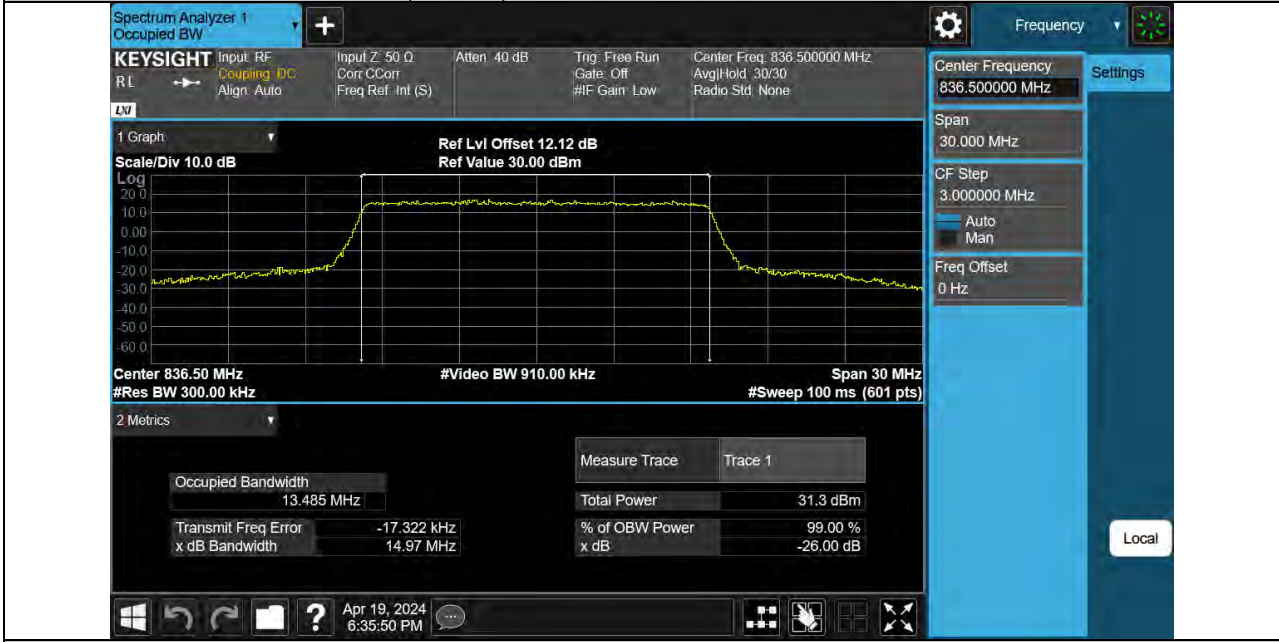 Spectrum Analyzer 1
Occupied BW
Frequency
KEYSIGHT
RL
LXI
Input: RF
Coupling: DC
Align: Auto
Input Z: 50 Ω
Corr CCorr
Freq Ref: Int (S)
Atten: 40 dB
Trig: Free Run
Gate: Off
#IF Gain: Low
Center Freq: 836.500000 MHz
Avg|Hold: 30/30
Radio Std: None
Center Frequency
836.500000 MHz
Settings
Span
30.000 MHz
CF Step
3.000000 MHz
Auto
Man
Freq Offset
0 Hz
Local
1 Graph
Scale/Div 10.0 dB
Ref Lvl Offset 12.12 dB
Ref Value 30.00 dBm
Log
20.0
10.0
0.00
-10.0
-20.0
-30.0
-40.0
-50.0
-60.0
Center 836.50 MHz
#Video BW 910.00 kHz
Span 30 MHz
#Res BW 300.00 kHz
#Sweep 100 ms (601 pts)
2 Metrics
Measure Trace
Trace 1
Occupied Bandwidth
13.485 MHz
Total Power
31.3 dBm
Transmit Freq Error
-17.322 kHz
% of OBW Power
99.00 %
x dB Bandwidth
14.97 MHz
x dB
-26.00 dB
?
Apr 19, 2024
6:35:50 PM